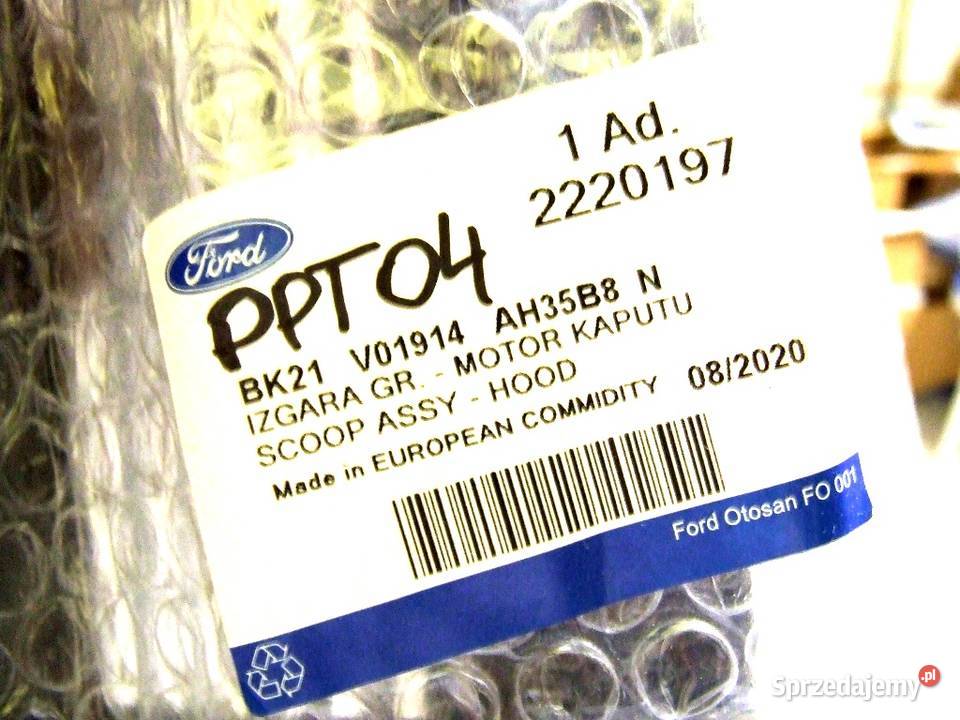 1 Ad.
2220197
Ford
PPT04
BK21 V01914 AH35B8 N
IZGARA GR. - MOTOR KAPUTU
SCOOP ASSY - HOOD
Made in EUROPEAN COMMIDITY 08/2020
Ford Otosan FO 001
Sprzedajemy.pl